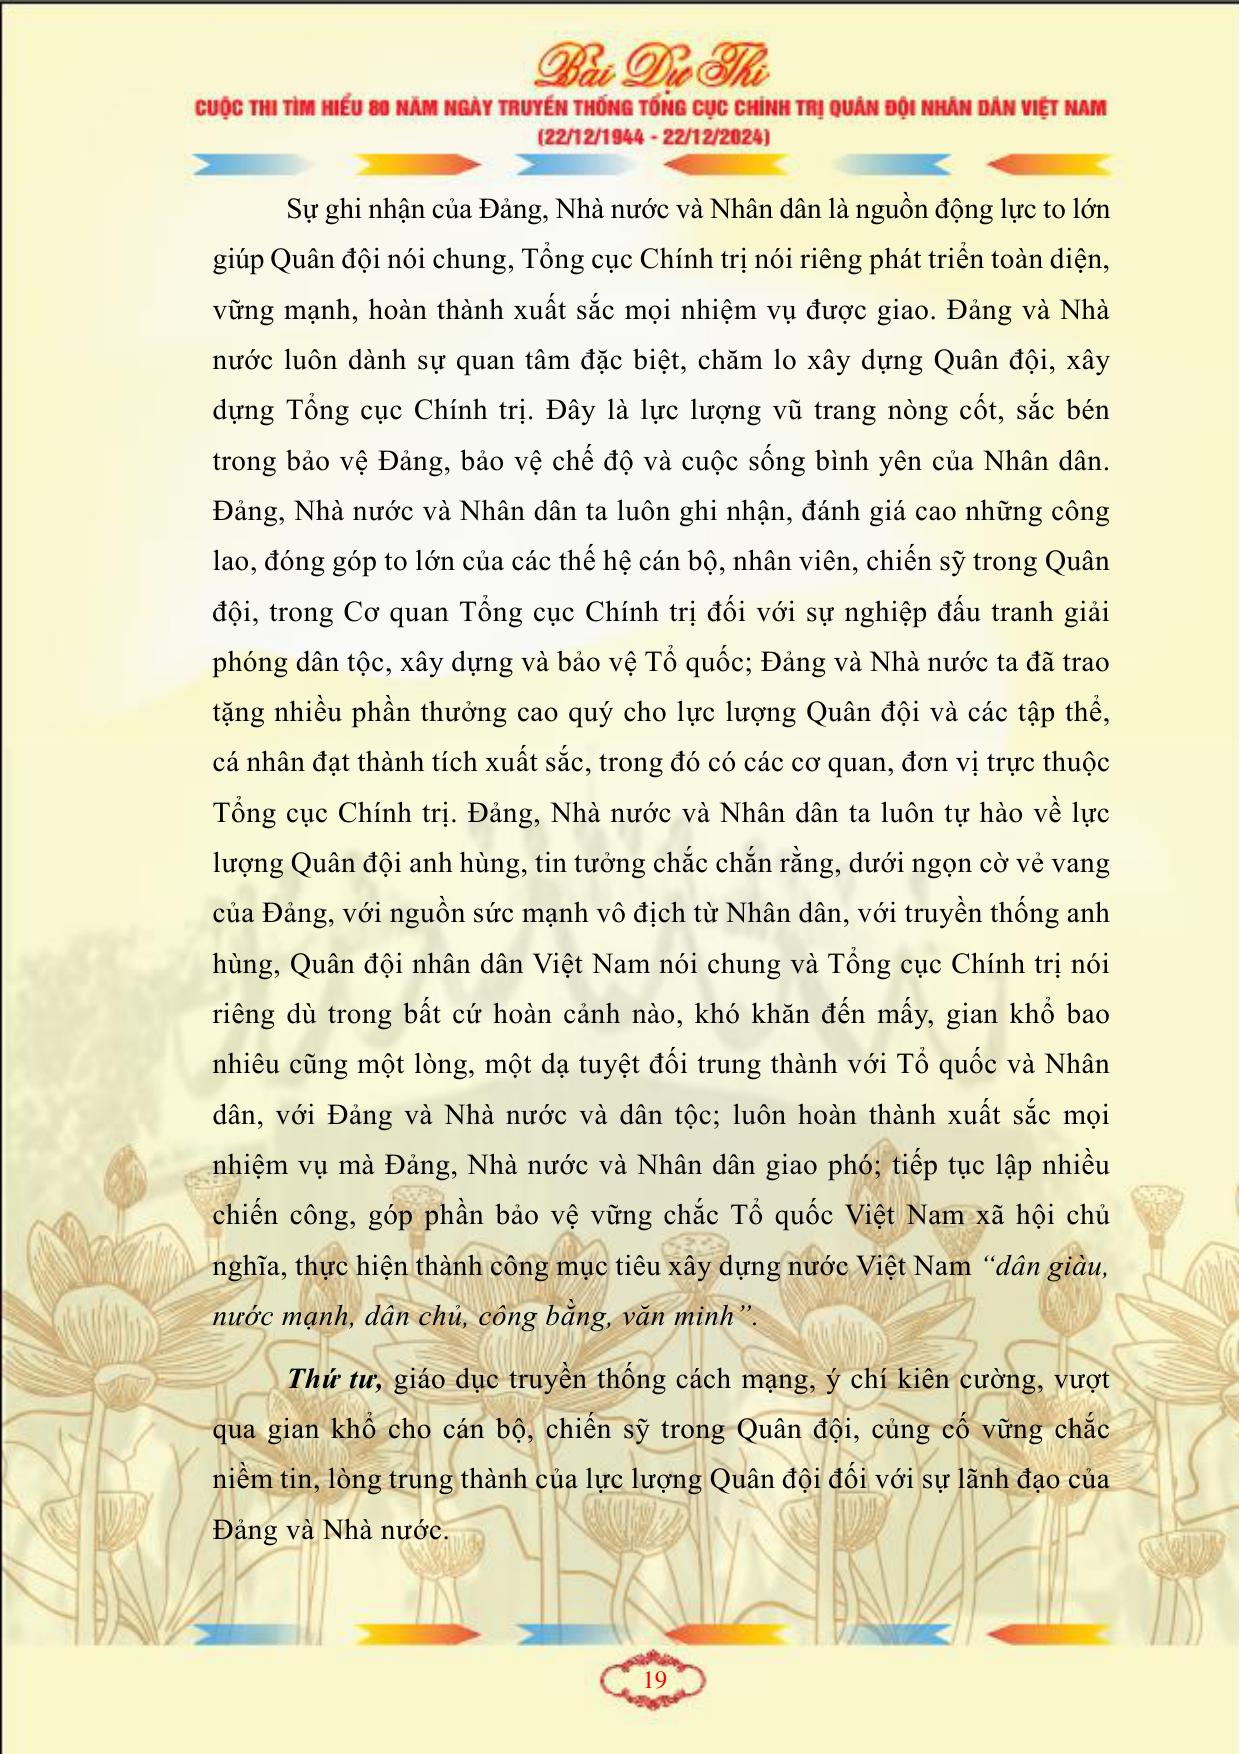 Bài Dự Thi
CUỘC THI TÌM HIỂU 80 NĂM NGÀY TRUYỀN THỐNG TỔNG CỤC CHÍNH TRỊ QUÂN ĐỘI NHÂN DÂN VIỆT NAM
(22/12/1944 - 22/12/2024)
Sự ghi nhận của Đảng, Nhà nước và Nhân dân là nguồn động lực to lớn
giúp Quân đội nói chung, Tổng cục Chính trị nói riêng phát triển toàn diện,
vững mạnh, hoàn thành xuất sắc mọi nhiệm vụ được giao. Đảng và Nhà
nước luôn dành sự quan tâm đặc biệt, chăm lo xây dựng Quân đội, xây
dựng Tổng cục Chính trị. Đây là lực lượng vũ trang nòng cốt, sắc bén
trong bảo vệ Đảng, bảo vệ chế độ và cuộc sống bình yên của Nhân dân.
Đảng, Nhà nước và Nhân dân ta luôn ghi nhận, đánh giá cao những công
lao, đóng góp to lớn của các thế hệ cán bộ, nhân viên, chiến sỹ trong Quân
đội, trong Cơ quan Tổng cục Chính trị đối với sự nghiệp đấu tranh giải
phóng dân tộc, xây dựng và bảo vệ Tổ quốc; Đảng và Nhà nước ta đã trao
tặng nhiều phần thưởng cao quý cho lực lượng Quân đội và các tập thể,
cá nhân đạt thành tích xuất sắc, trong đó có các cơ quan, đơn vị trực thuộc
Tổng cục Chính trị. Đảng, Nhà nước và Nhân dân ta luôn tự hào về lực
lượng Quân đội anh hùng, tin tưởng chắc chắn rằng, dưới ngọn cờ vẻ vang
của Đảng, với nguồn sức mạnh vô địch từ Nhân dân, với truyền thống anh
hùng, Quân đội nhân dân Việt Nam nói chung và Tổng cục Chính trị nói
riêng dù trong bất cứ hoàn cảnh nào, khó khăn đến mấy, gian khổ bao
nhiêu cũng một lòng, một dạ tuyệt đối trung thành với Tổ quốc và Nhân
dân, với Đảng và Nhà nước và dân tộc; luôn hoàn thành xuất sắc mọi
nhiệm vụ mà Đảng, Nhà nước và Nhân dân giao phó; tiếp tục lập nhiều
chiến công, góp phần bảo vệ vững chắc Tổ quốc Việt Nam xã hội chủ
nghĩa, thực hiện thành công mục tiêu xây dựng nước Việt Nam “dân giàu,
nước mạnh, dân chủ, công bằng, văn minh”.
Thứ tư, giáo dục truyền thống cách mạng, ý chí kiên cường, vượt
qua gian khổ cho cán bộ, chiến sỹ trong Quân đội, củng cố vững chắc
niềm tin, lòng trung thành của lực lượng Quân đội đối với sự lãnh đạo của
Đảng và Nhà nước.
19